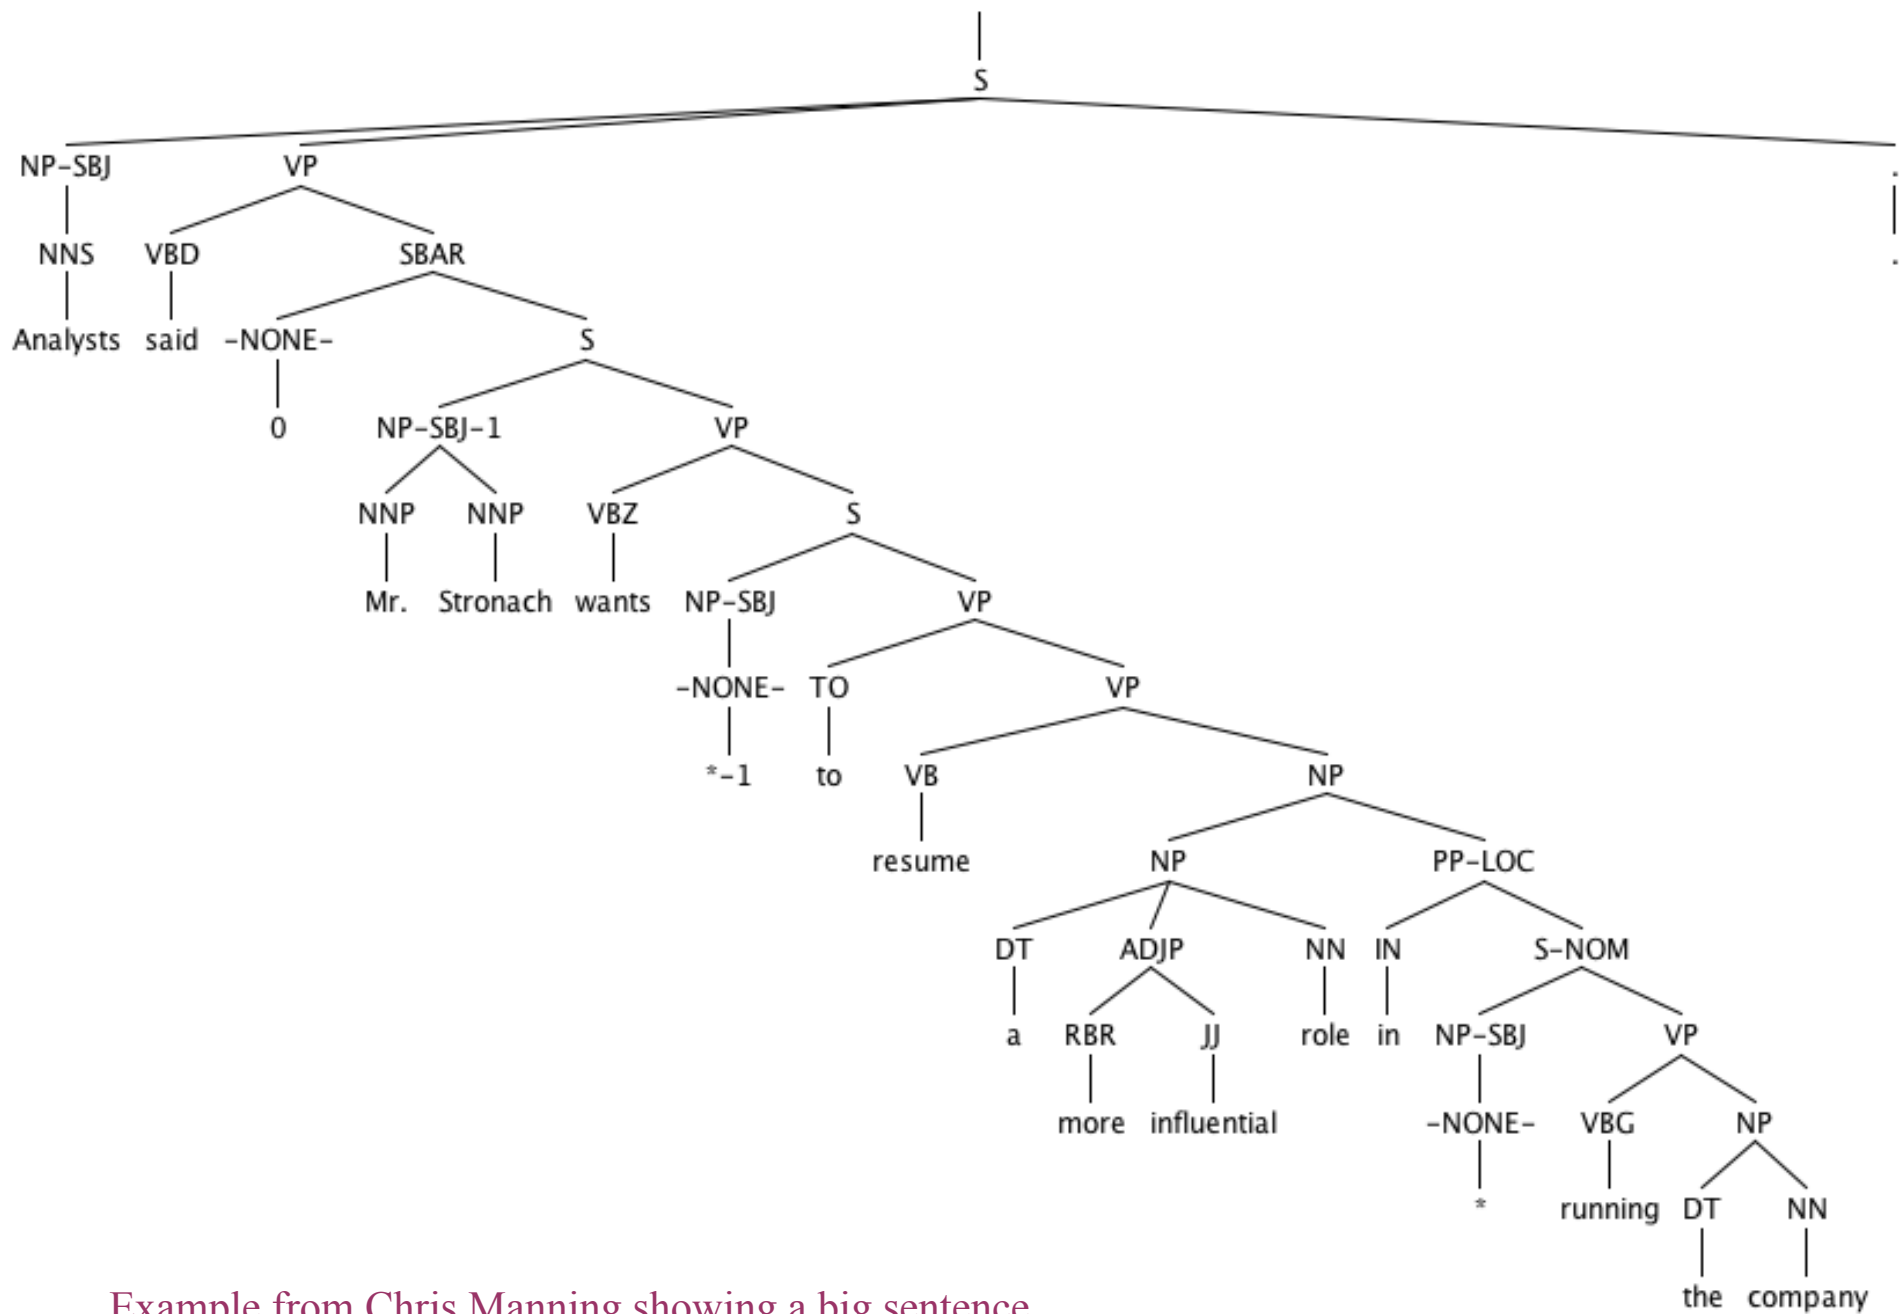 S
NP-SBJ VP .
NNS VBD SBAR .
Analysts said -NONE- S
0 NP-SBJ-1 VP
NNP NNP VBZ S
Mr. Stronach wants NP-SBJ VP
-NONE- TO VP
*-1 to VB NP
resume NP PP-LOC
DT ADJP NN IN S-NOM
a RBR JJ role in NP-SBJ VP
more influential -NONE- VBG NP
* running DT NN
the company
Example from Chris Manning showing a big sentence